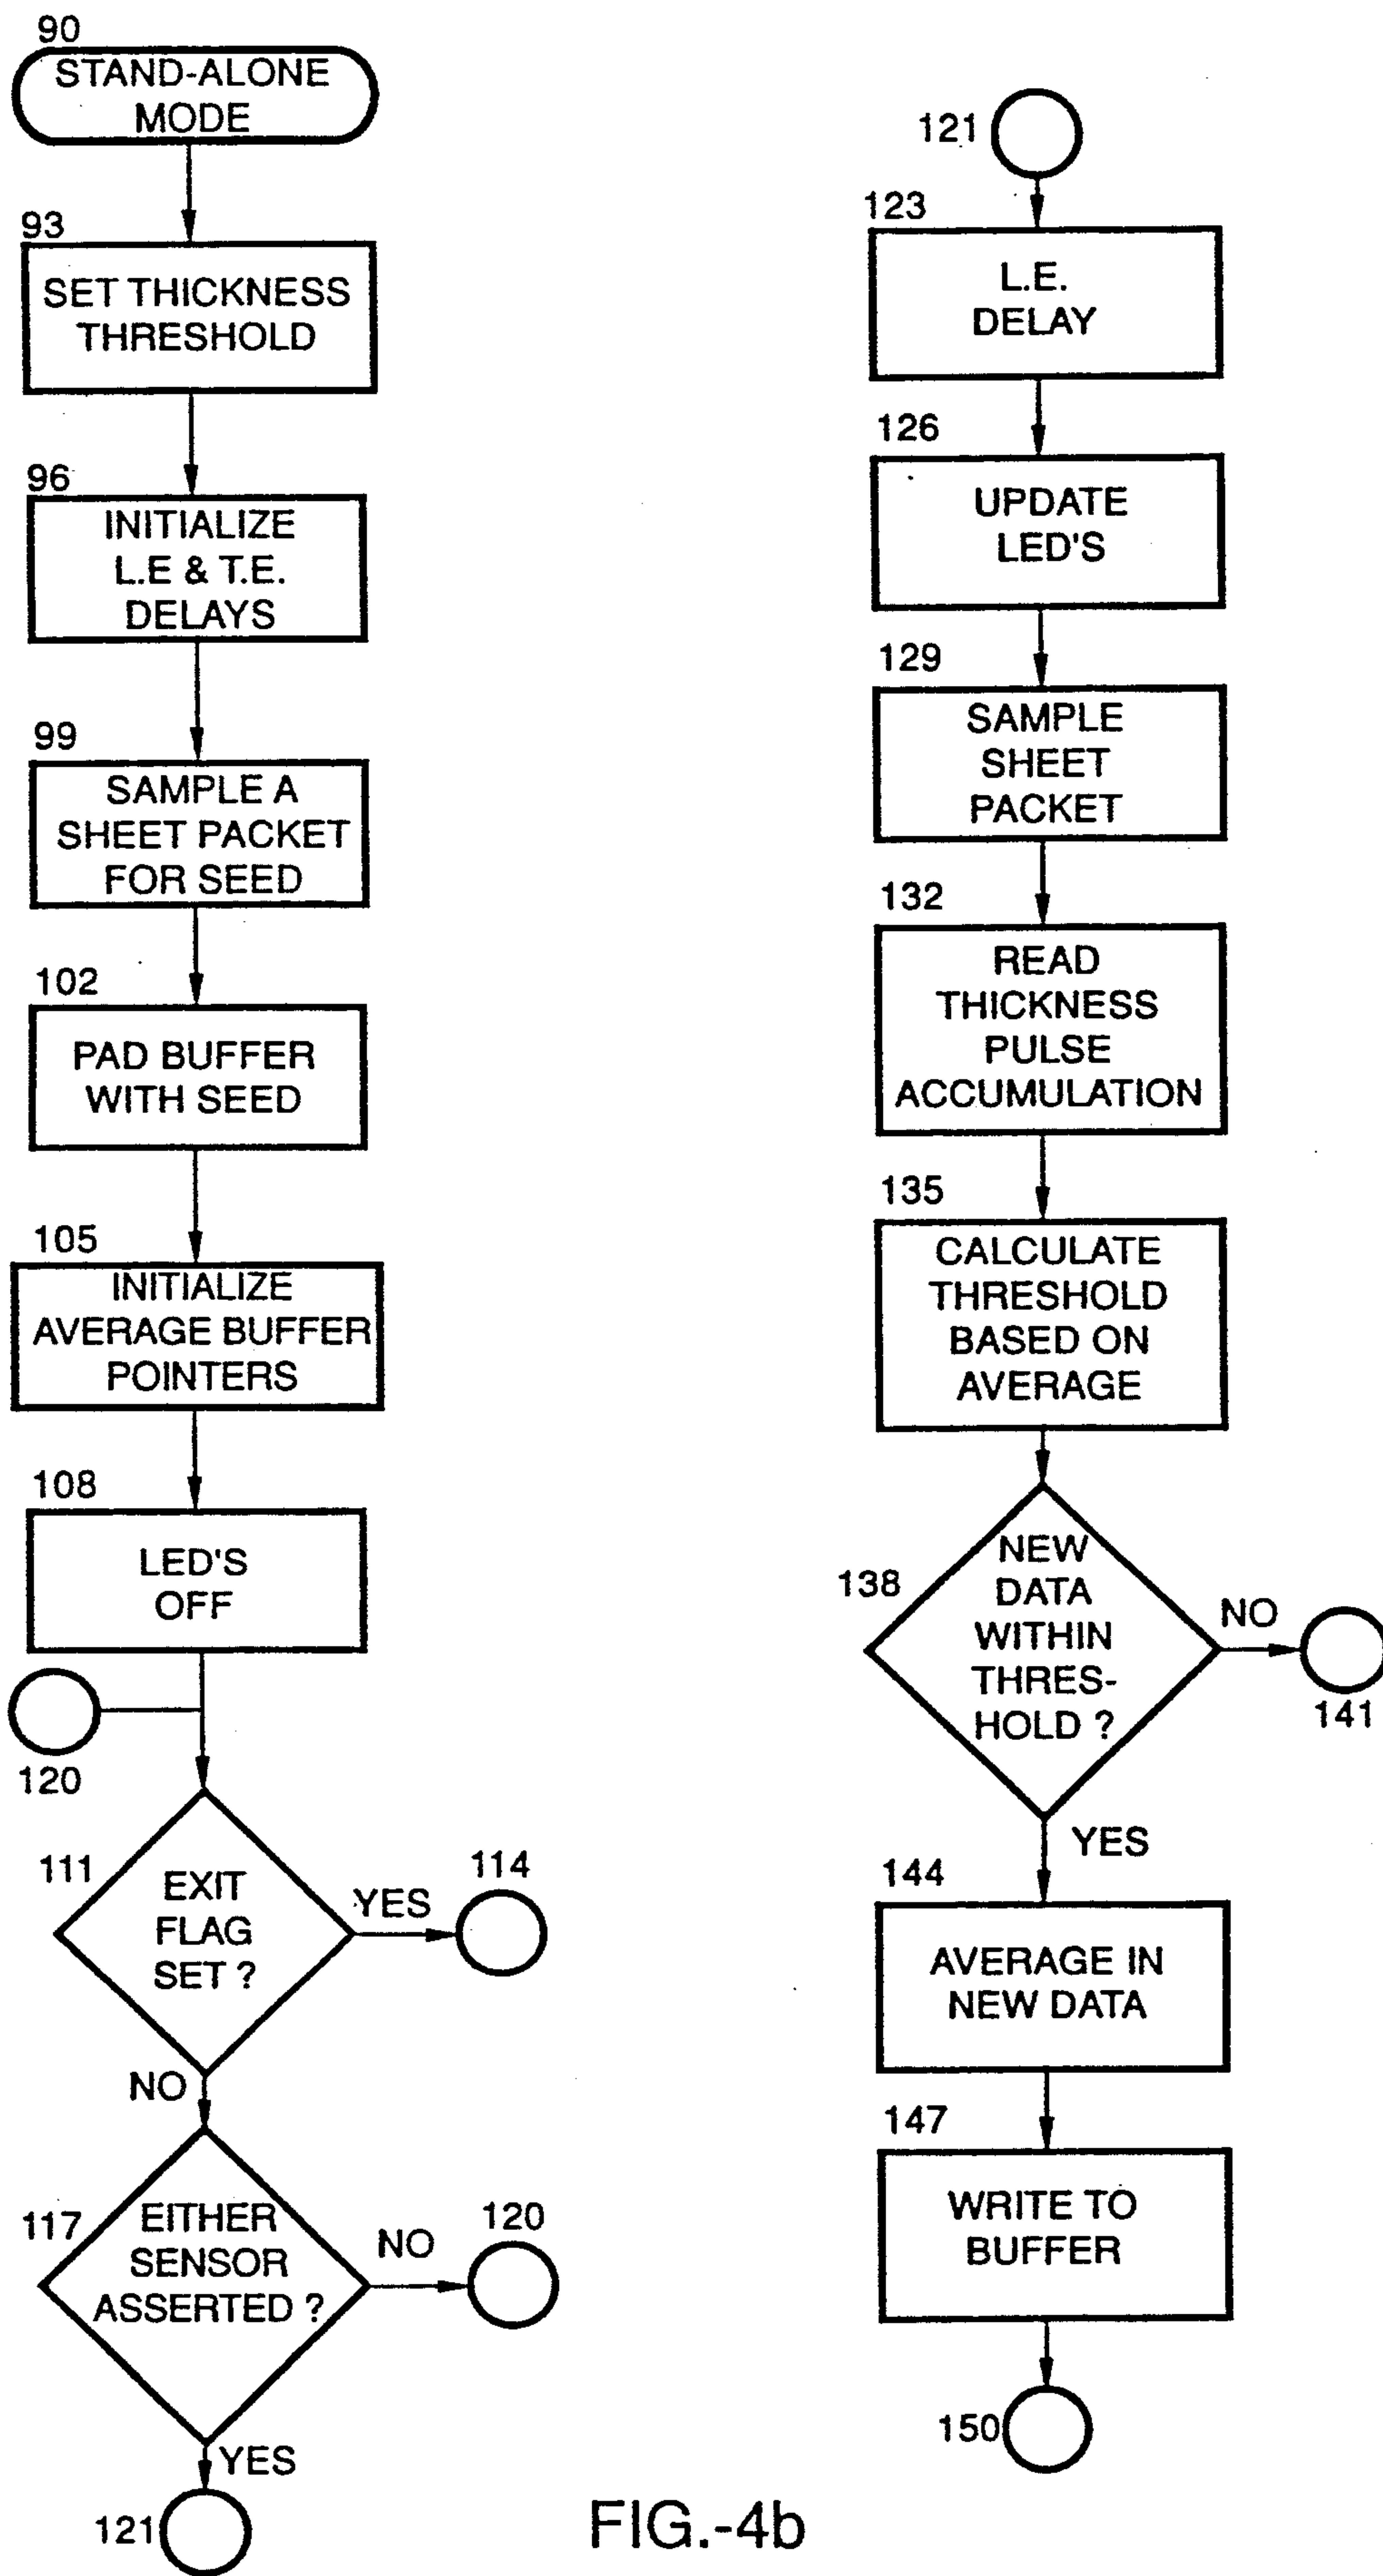 90
STAND-ALONE
MODE
93
SET THICKNESS
THRESHOLD
96
INITIALIZE
L.E & T.E.
DELAYS
99
SAMPLE A
SHEET PACKET
FOR SEED
102
PAD BUFFER
WITH SEED
105
INITIALIZE
AVERAGE BUFFER
POINTERS
108
LED'S
OFF
120
111
EXIT
FLAG
SET ?
YES
114
NO
117
EITHER
SENSOR
ASSERTED ?
NO
120
YES
121
121
123
L.E.
DELAY
126
UPDATE
LED'S
129
SAMPLE
SHEET
PACKET
132
READ
THICKNESS
PULSE
ACCUMULATION
135
CALCULATE
THRESHOLD
BASED ON
AVERAGE
138
NEW
DATA
WITHIN
THRES-
HOLD ?
NO
141
YES
144
AVERAGE IN
NEW DATA
147
WRITE TO
BUFFER
150
FIG.-4b